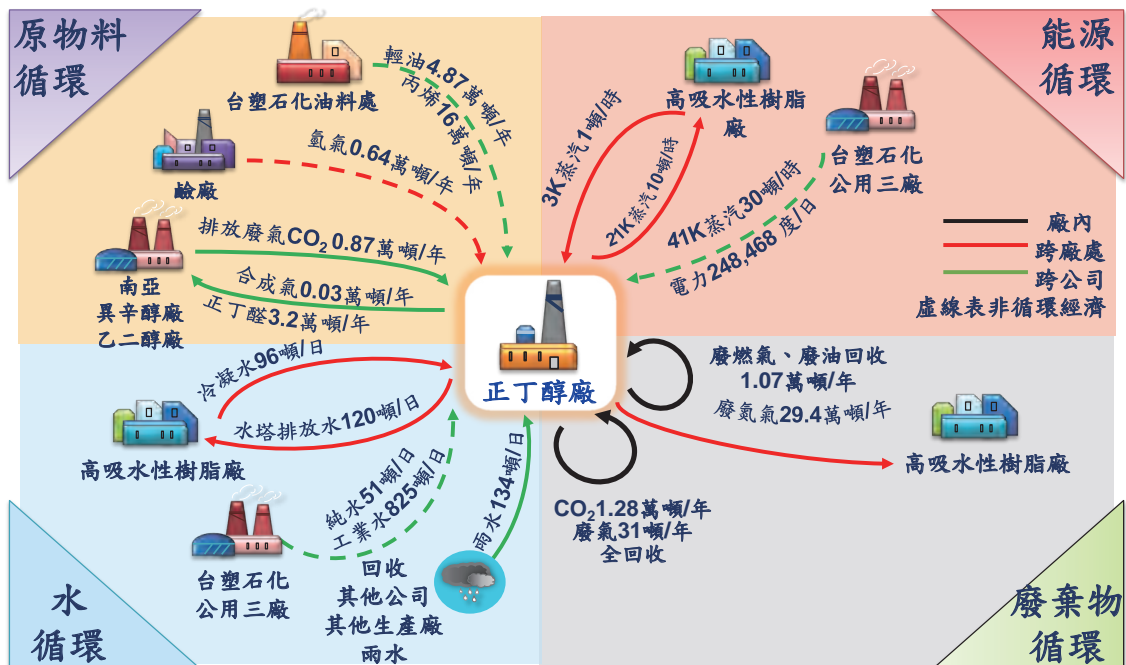 原物料
循環
台塑石化油料處
輕油4.87萬噸/年
丙烯16萬噸/年
鹼廠
氫氣0.64萬噸/年
南亞
異辛醇廠
乙二醇廠
排放廢氣CO2 0.87萬噸/年
合成氣0.03萬噸/年
正丁醛3.2萬噸/年
能源
循環
高吸水性樹脂
廠
3K蒸汽1噸/時
21K蒸汽10噸/時
台塑石化
公用三廠
41K蒸汽30噸/時
電力248,468度/日
廠內
跨廠處
跨公司
虛線表非循環經濟
正丁醇廠
冷凝水96噸/日
水塔排放水120噸/日
高吸水性樹脂廠
台塑石化
公用三廠
純水51噸/日
工業水825噸/日
雨水134噸/日
回收
其他公司
其他生產廠
雨水
水
循環
廢燃氣、廢油回收
1.07萬噸/年
廢氮氣29.4萬噸/年
高吸水性樹脂廠
CO21.28萬噸/年
廢氣31噸/年
全回收
廢棄物
循環